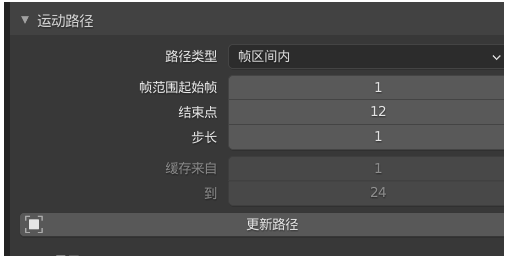 运动路径
路径类型 帧区间内
帧范围起始帧 1
结束点 12
步长 1
缓存来自 1
到 24
更新路径